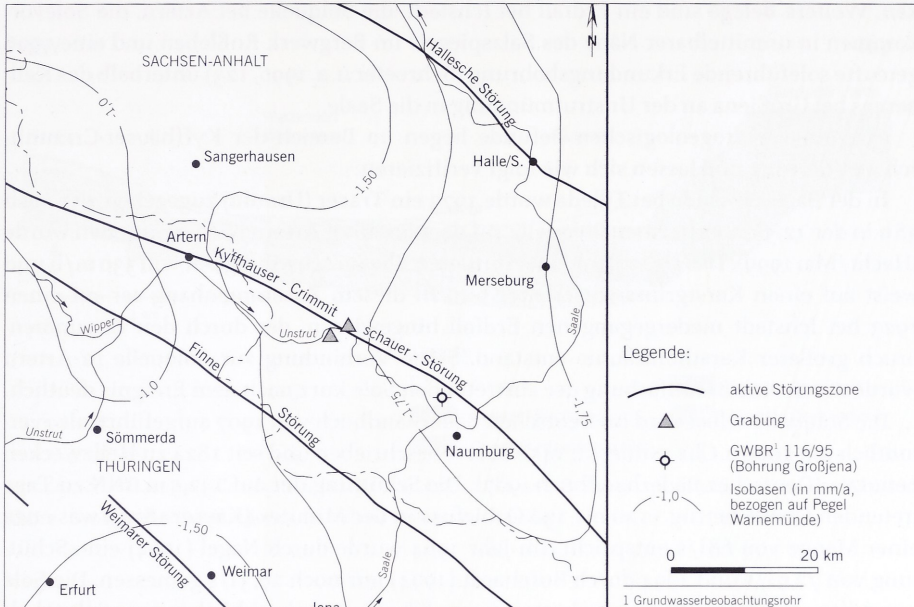 SACHSEN-ANHALT
Hallesche Störung
N
-1,0
Sangerhausen
-1.50
Halle/S.
Artern
Kyffhäuser - Crimmit schauer - Störung
Merseburg
Wipper
Unstrut
Saale
Finne - Störung
-1.0
-1.75
-1.75
Unstrut
Sömmerda
Naumburg
THÜRINGEN
Weimarer Störung
-1.50
Saale
Erfurt
Weimar
Jena
Legende:
aktive Störungszone
Grabung
GWBR¹ 116/95
(Bohrung Großjena)
-1,0
Isobasen (in mm/a,
bezogen auf Pegel
Warnemünde)
0 20 km
1 Grundwasserbeobachtungsrohr